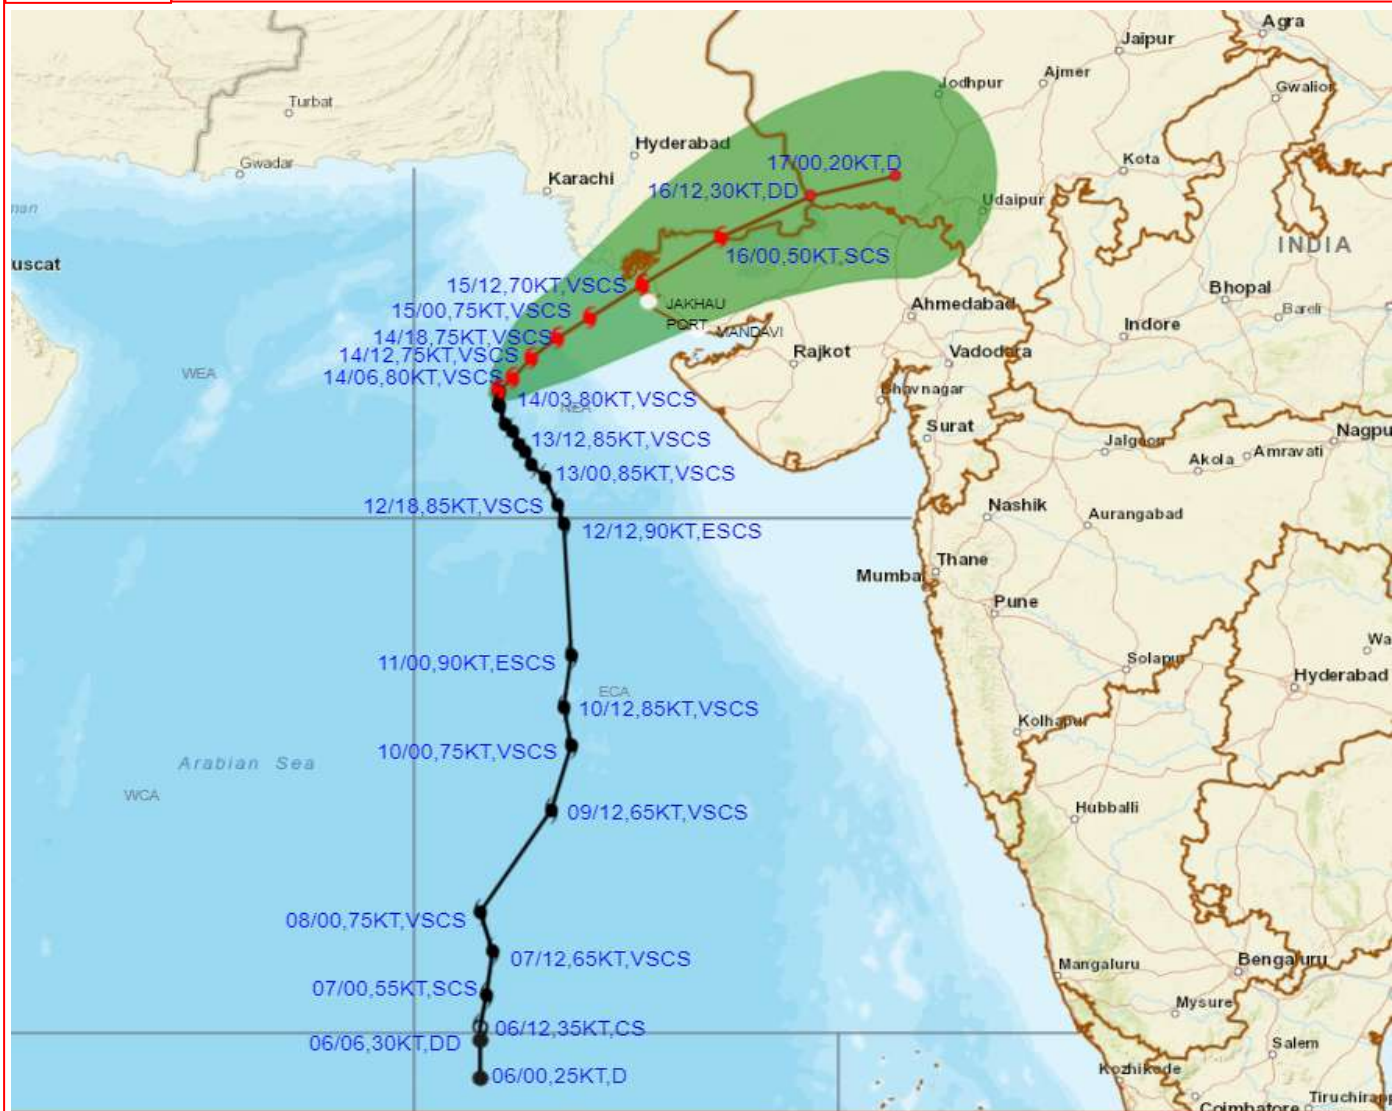 Agra
Jaipur
Turbat
Jodhpur
Ajmer
Gwalior
Hyderabad
Gwadar
Karachi
17/00,20KT,D
Kota
16/12,30KT,DD
Udaipur
INDIA
uscat
16/00,50KT,SCS
15/12,70KT,VSCS
Bhopal
15/00,75KT,VSCS
JAKHAU
PORT
MANDAVI
Ahmedabad
Bareli
Indore
14/18,75KT,VSCS
14/12,75KT,VSCS
Rajkot
Vadodara
WEA
14/06,80KT,VSCS
Bhavnagar
14/03,80KT,VSCS
NEA
Surat
13/12,85KT,VSCS
Jalgaon
Nagpu
Akola
Amravati
13/00,85KT,VSCS
12/18,85KT,VSCS
Nashik
Aurangabad
12/12,90KT,ESCS
Thane
Mumba
Pune
Wa
11/00,90KT,ESCS
Solapu
Hyderabad
ECA
10/12,85KT,VSCS
Kolhapur
10/00,75KT,VSCS
Arabian Sea
WCA
09/12,65KT,VSCS
Hubballi
08/00,75KT,VSCS
07/12,65KT,VSCS
Mangaluru
Bengaluru
07/00,55KT,SCS
Mysure
06/12,35KT,CS
06/06,30KT,DD
Salem
06/00,25KT,D
Kozhikode
Coimbatore
Tiruchirapp